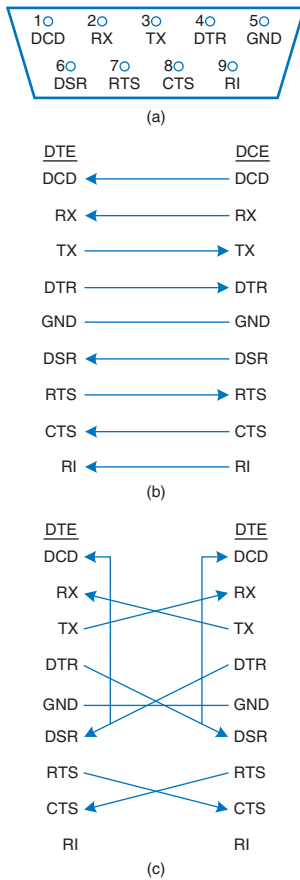 1 2 3 4 5
DCD RX TX DTR GND
6 7 8 9
DSR RTS CTS RI
(a)
DTE DCE
DCD DCD
RX RX
TX TX
DTR DTR
GND GND
DSR DSR
RTS RTS
CTS CTS
RI RI
(b)
DTE DTE
DCD DCD
RX RX
TX TX
DTR DTR
GND GND
DSR DSR
RTS RTS
CTS CTS
RI RI
(c)